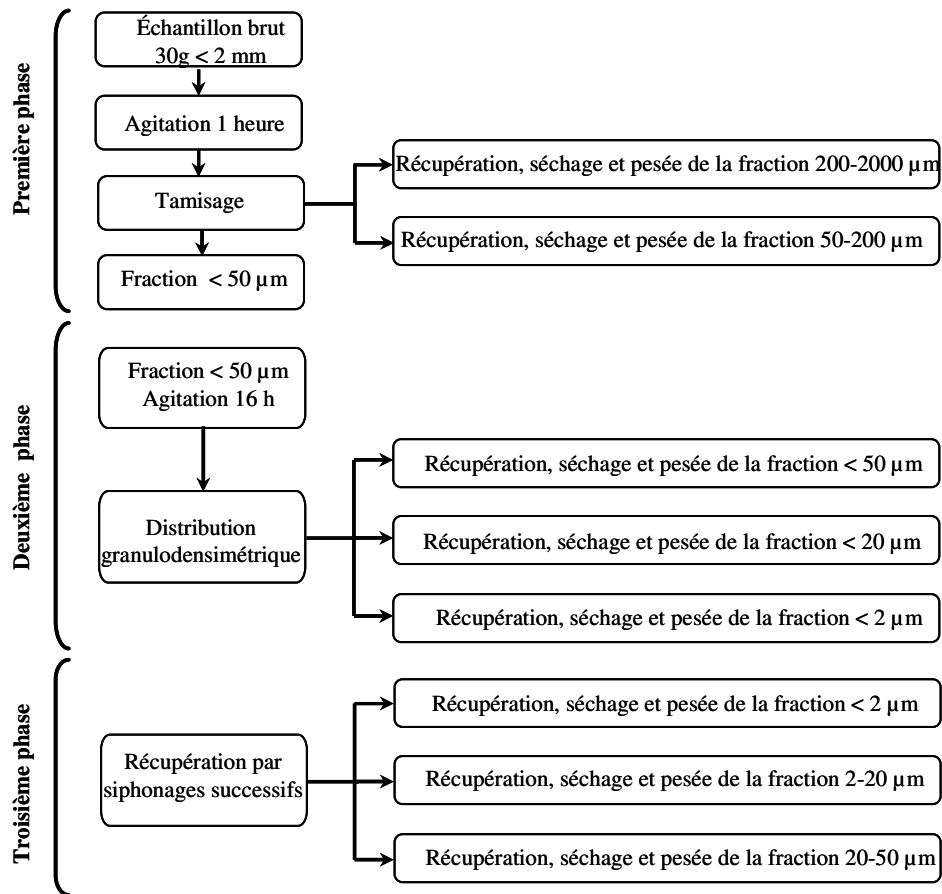 Première phase
Échantillon brut
30g < 2 mm
Agitation 1 heure
Tamisage
Fraction < 50 µm
Récupération, séchage et pesée de la fraction 200-2000 µm
Récupération, séchage et pesée de la fraction 50-200 µm
Deuxième phase
Fraction < 50 µm
Agitation 16 h
Distribution
granulodensimétrique
Récupération, séchage et pesée de la fraction < 50 µm
Récupération, séchage et pesée de la fraction < 20 µm
Récupération, séchage et pesée de la fraction < 2 µm
Troisième phase
Récupération par
siphonages successifs
Récupération, séchage et pesée de la fraction < 2 µm
Récupération, séchage et pesée de la fraction 2-20 µm
Récupération, séchage et pesée de la fraction 20-50 µm